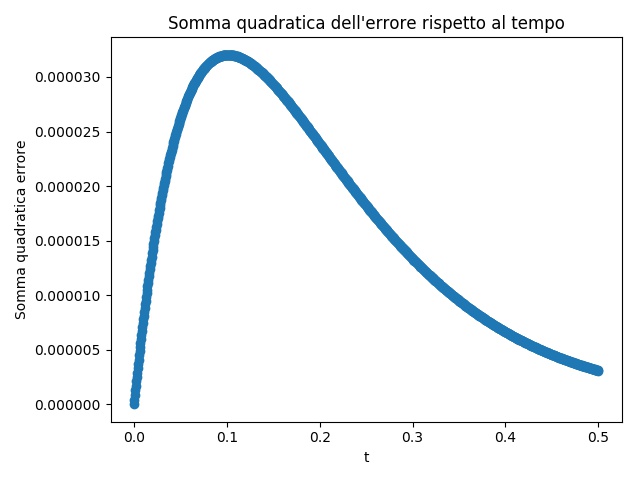 Somma quadratica dell'errore rispetto al tempo
Somma quadratica errore
0.000030
0.000025
0.000020
0.000015
0.000010
0.000005
0.000000
0.0 0.1 0.2 0.3 0.4 0.5
t